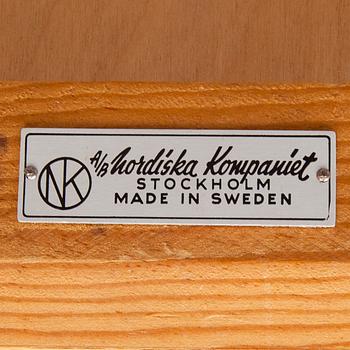 NK
A/B Nordiska Kompaniet
STOCKHOLM
MADE IN SWEDEN